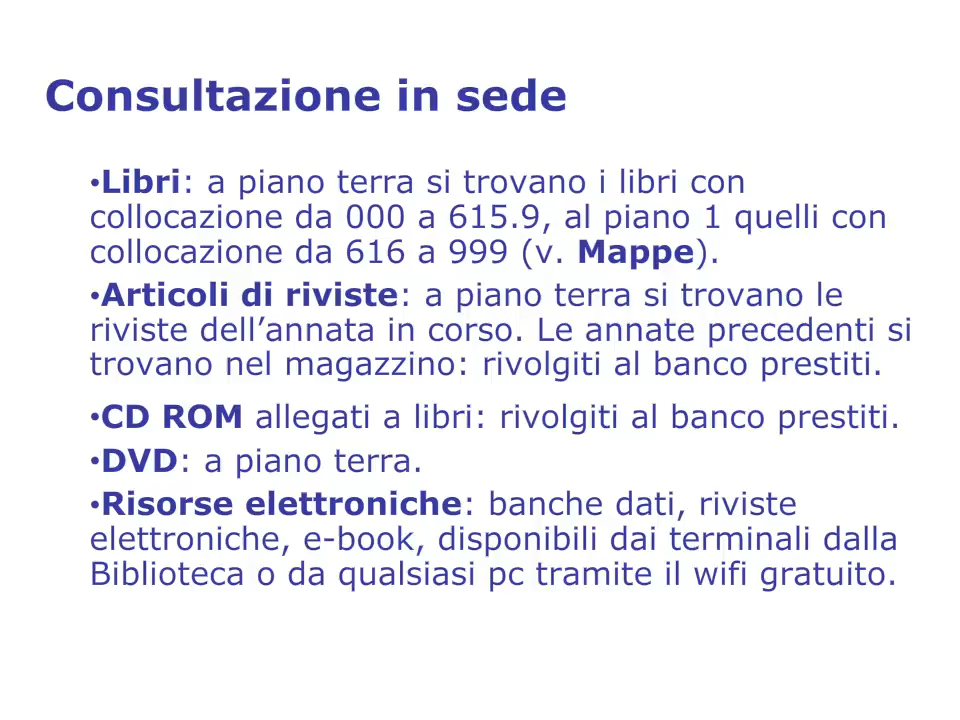 Consultazione in sede
•Libri: a piano terra si trovano i libri con
collocazione da 000 a 615.9, al piano 1 quelli con
collocazione da 616 a 999 (v. Mappe).
•Articoli di riviste: a piano terra si trovano le
riviste dell’annata in corso. Le annate precedenti si
trovano nel magazzino: rivolgiti al banco prestiti.
•CD ROM allegati a libri: rivolgiti al banco prestiti.
•DVD: a piano terra.
•Risorse elettroniche: banche dati, riviste
elettroniche, e-book, disponibili dai terminali dalla
Biblioteca o da qualsiasi pc tramite il wifi gratuito.